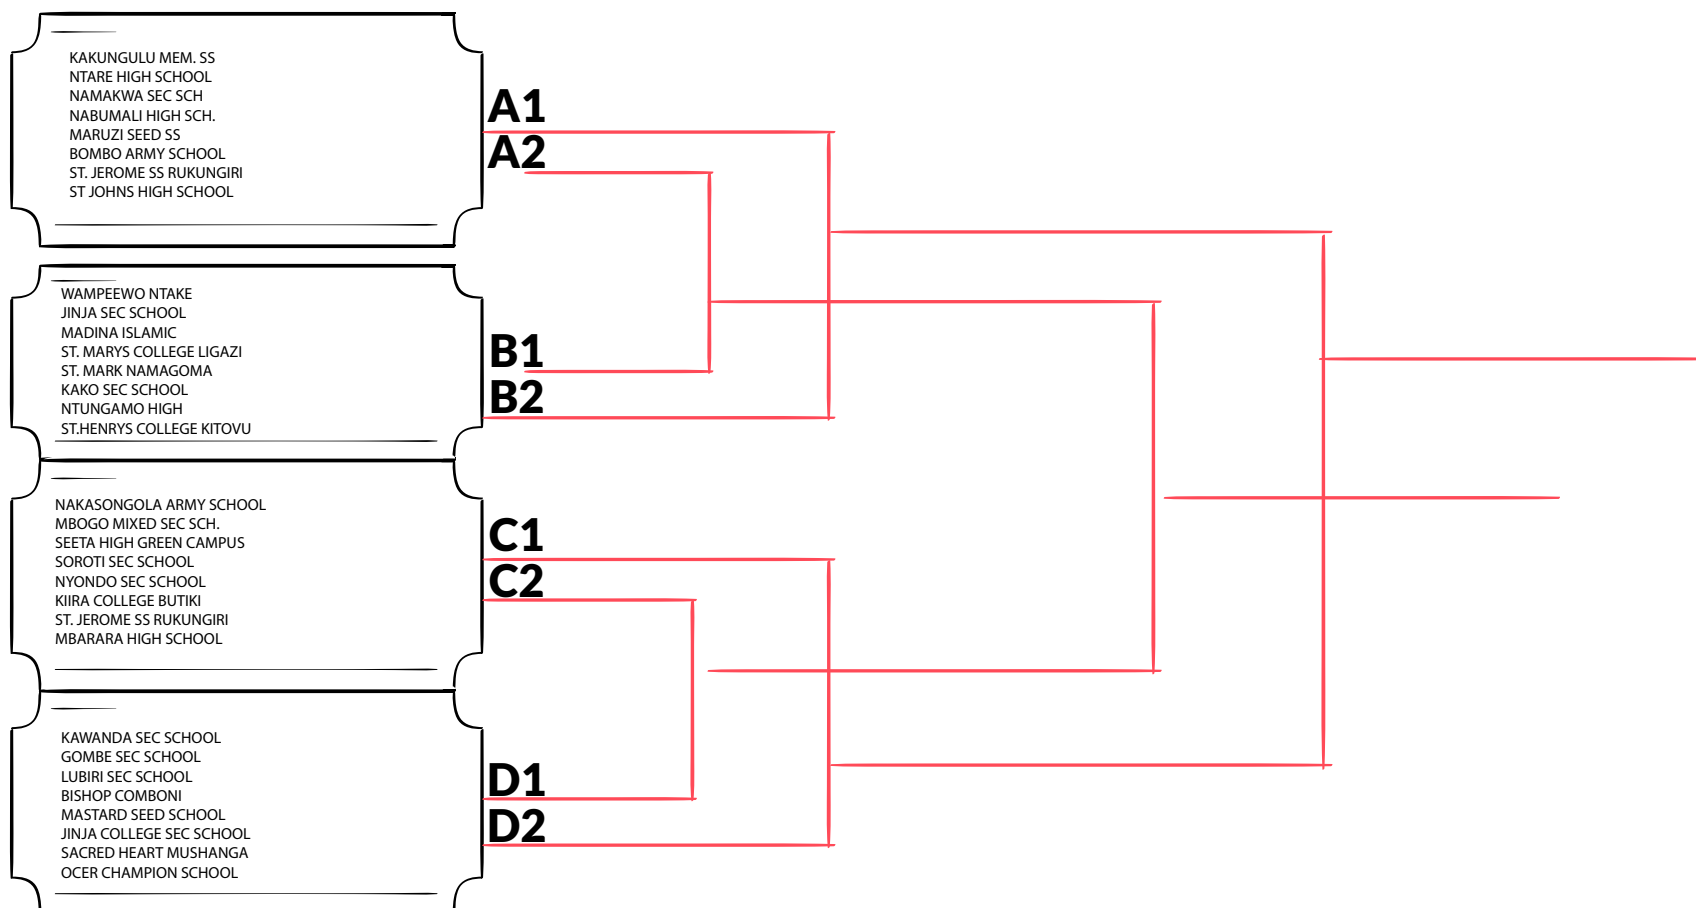 KAKUNGULU MEM. SS
NTARE HIGH SCHOOL
NAMAKWA SEC SCH
NABUMALI HIGH SCH.
MARUZI SEED SS
BOMBO ARMY SCHOOL
ST. JEROME SS RUKUNGIRI
ST JOHNS HIGH SCHOOL
A1
A2
WAMPEEWO NTAKE
JINJA SEC SCHOOL
MADINA ISLAMIC
ST. MARYS COLLEGE LIGAZI
ST. MARK NAMAGOMA
KAKO SEC SCHOOL
NTUNGAMO HIGH
ST.HENRYS COLLEGE KITOVU
B1
B2
NAKASONGOLA ARMY SCHOOL
MBOGO MIXED SEC SCH.
SEETA HIGH GREEN CAMPUS
SOROTI SEC SCHOOL
NYONDO SEC SCHOOL
KIIRA COLLEGE BUTIKI
ST. JEROME SS RUKUNGIRI
MBARARA HIGH SCHOOL
C1
C2
KAWANDA SEC SCHOOL
GOMBE SEC SCHOOL
LUBIRI SEC SCHOOL
BISHOP COMBONI
MASTARD SEED SCHOOL
JINJA COLLEGE SEC SCHOOL
SACRED HEART MUSHANGA
OCER CHAMPION SCHOOL
D1
D2